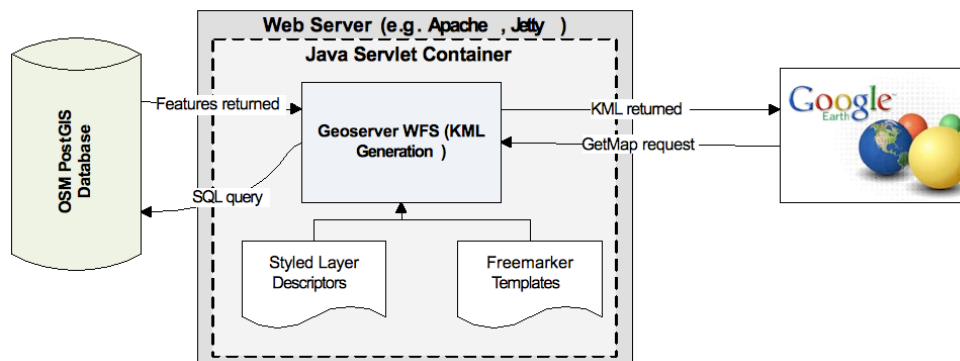 Web Server (e.g. Apache , Jetty )
Java Servlet Container
OSM PostGIS
Database
Features returned
SQL query
Geoserver WFS (KML
Generation )
KML returned
GetMap request
Google™
Earth
Styled Layer
Descriptors
Freemarker
Templates